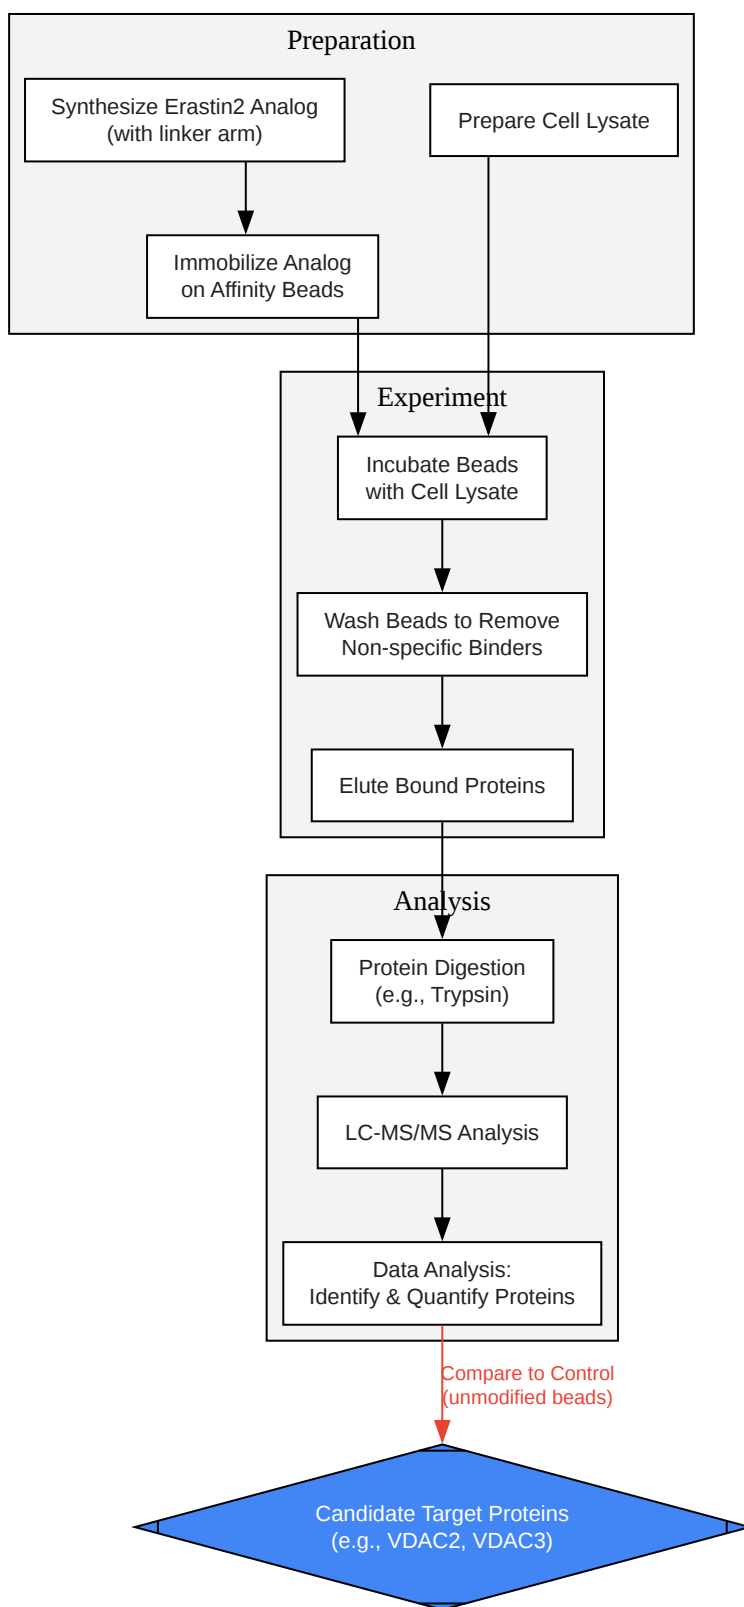 Preparation
Synthesize Erastin2 Analog
(with linker arm)
Prepare Cell Lysate
Immobilize Analog
on Affinity Beads
Experiment
Incubate Beads
with Cell Lysate
Wash Beads to Remove
Non-specific Binders
Elute Bound Proteins
Analysis
Protein Digestion
(e.g., Trypsin)
LC-MS/MS Analysis
Data Analysis:
Identify & Quantify Proteins
Compare to Control
(unmodified beads)
Candidate Target Proteins
(e.g., VDAC2, VDAC3)